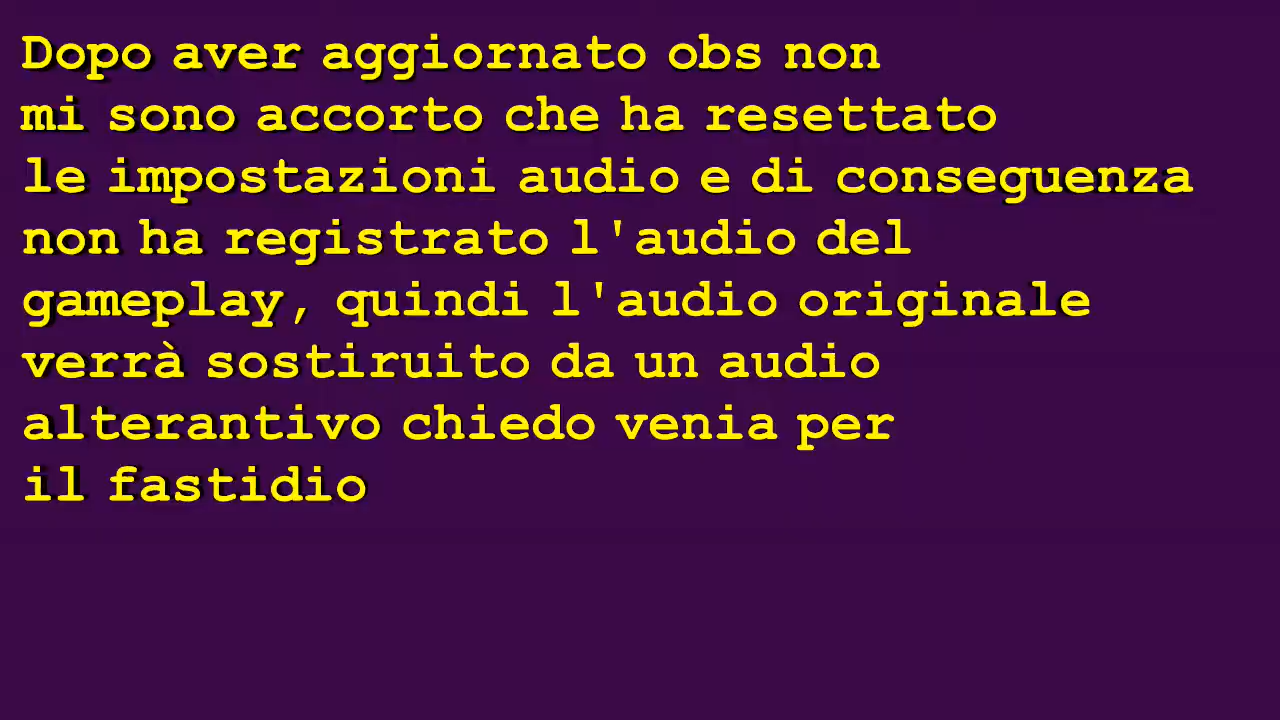 Dopo aver aggiornato obs non
mi sono accorto che ha resettato
le impostazioni audio e di conseguenza
non ha registrato l'audio del
gameplay, quindi l'audio originale
verrà sostiruito da un audio
alterantivo chiedo venia per
il fastidio